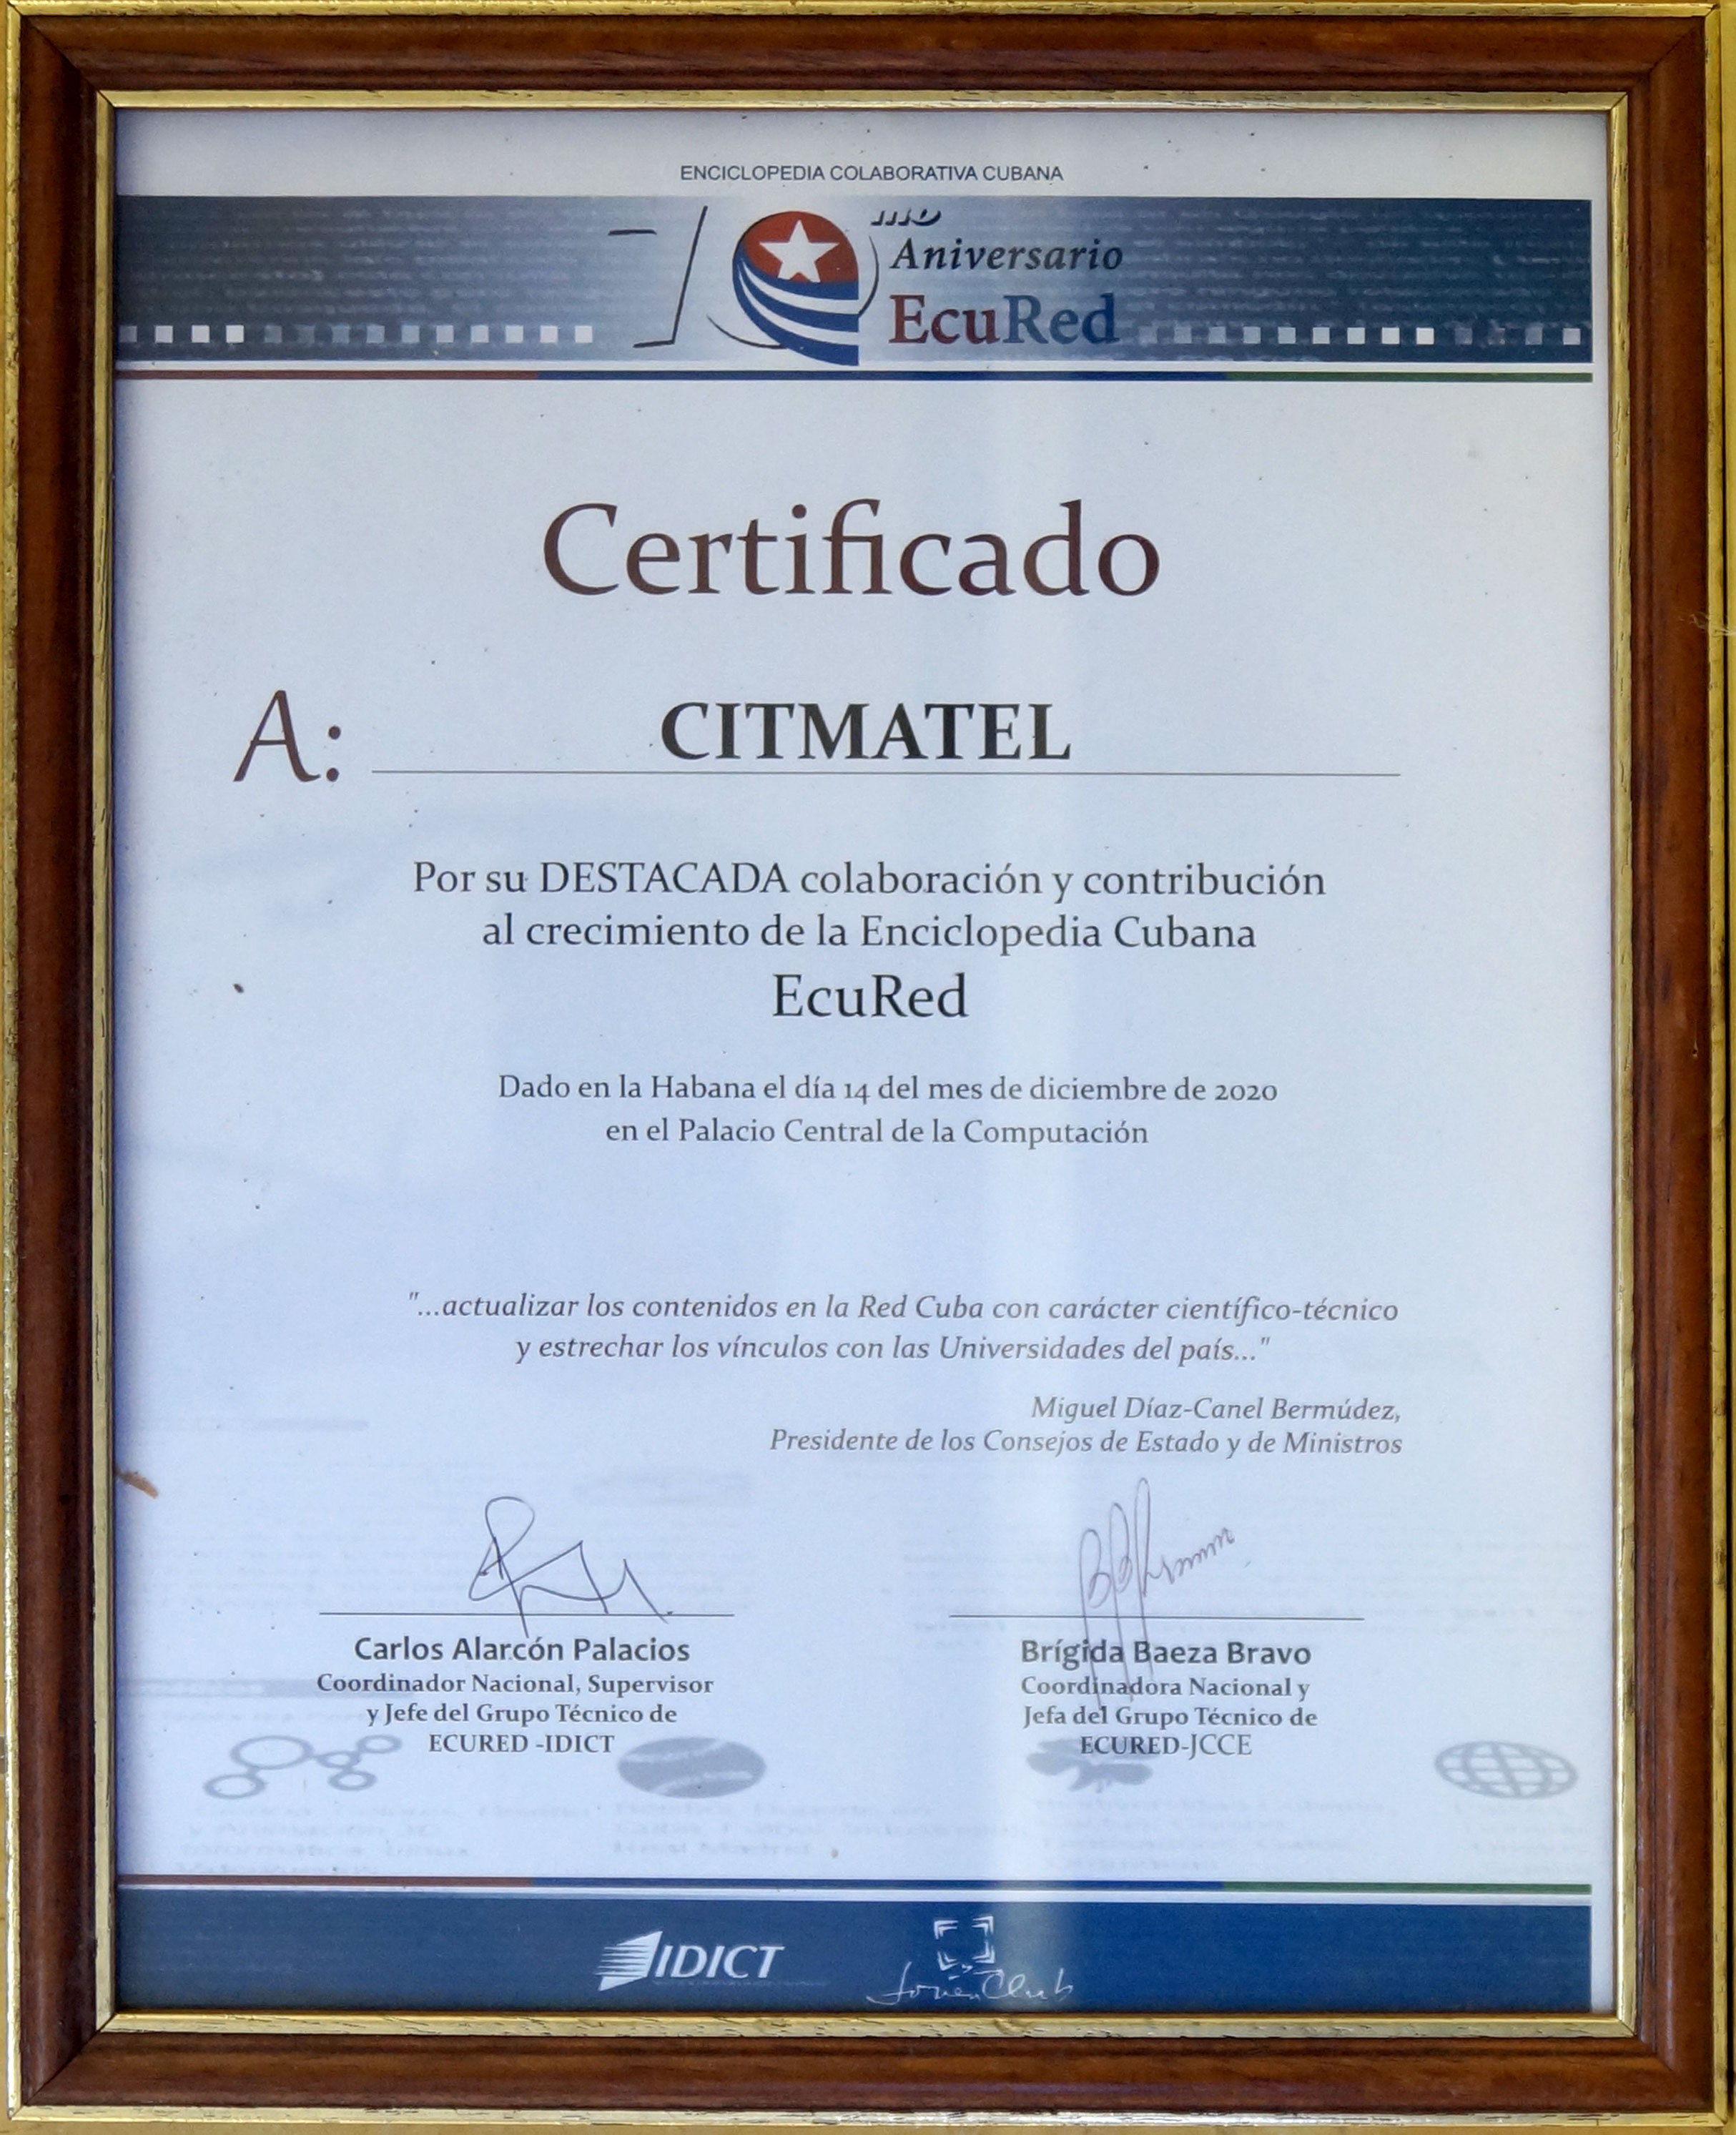 ENCICLOPEDIA COLABORATIVA CUBANA
10mo
Aniversario
EcuRed
Certificado
A: CITMATEL
Por su DESTACADA colaboración y contribución
al crecimiento de la Enciclopedia Cubana
EcuRed
Dado en la Habana el día 14 del mes de diciembre de 2020
en el Palacio Central de la Computación
"...actualizar los contenidos en la Red Cuba con carácter científico-técnico
y estrechar los vínculos con las Universidades del país..."
Miguel Díaz-Canel Bermúdez,
Presidente de los Consejos de Estado y de Ministros
Carlos Alarcón Palacios
Coordinador Nacional, Supervisor
y Jefe del Grupo Técnico de
ECURED -IDICT
Brígida Baeza Bravo
Coordinadora Nacional y
Jefa del Grupo Técnico de
ECURED-JCCE
IDICT
Joven Club